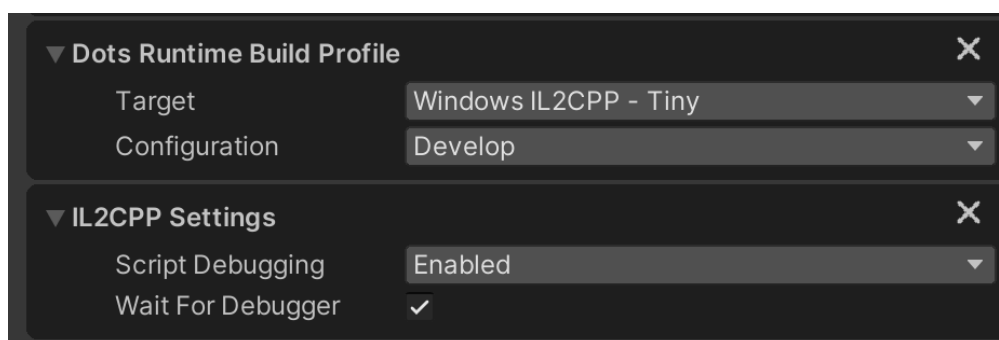 Dots Runtime Build Profile
Target Windows IL2CPP - Tiny
Configuration Develop
IL2CPP Settings
Script Debugging Enabled
Wait For Debugger